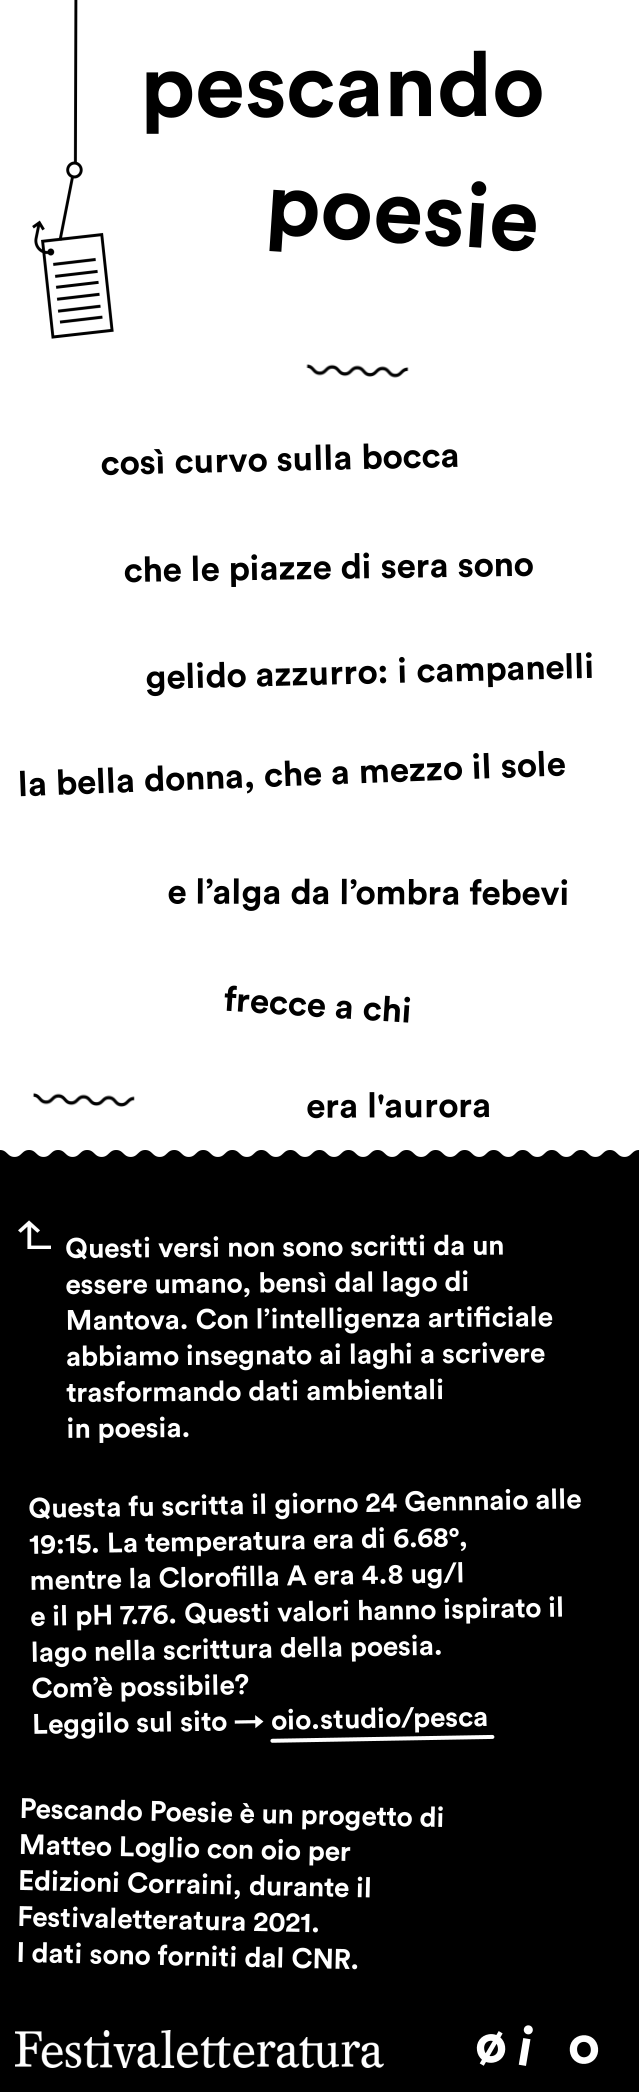 pescando
poesie
così curvo sulla bocca
che le piazze di sera sono
gelido azzurro: i campanelli
la bella donna, che a mezzo il sole
e l’alga da l’ombra febevi
frecce a chi
era l'aurora
Questi versi non sono scritti da un
essere umano, bensì dal lago di
Mantova. Con l’intelligenza artificiale
abbiamo insegnato ai laghi a scrivere
trasformando dati ambientali
in poesia.
Questa fu scritta il giorno 24 Gennnaio alle
19:15. La temperatura era di 6.68°,
mentre la Clorofilla A era 4.8 ug/l
e il pH 7.76. Questi valori hanno ispirato il
lago nella scrittura della poesia.
Com’è possibile?
Leggilo sul sito → oio.studio/pesca
Pescando Poesie è un progetto di
Matteo Loglio con oio per
Edizioni Corraini, durante il
Festivaletteratura 2021.
I dati sono forniti dal CNR.
Festivaletteratura øi o